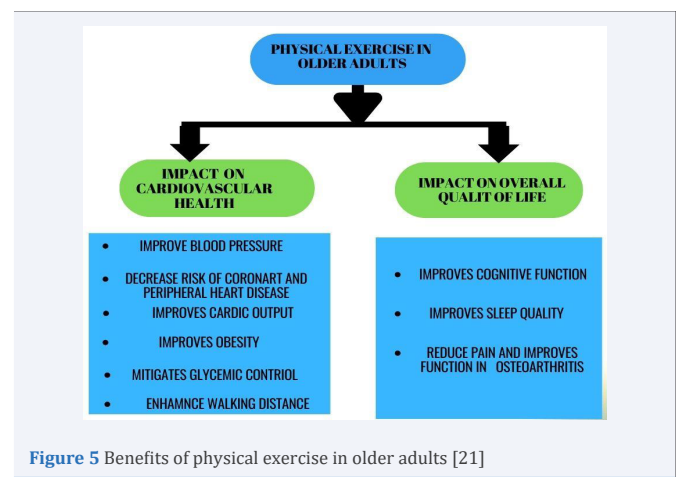 PHYSICAL EXERCISE IN
OLDER ADULTS
IMPACT ON
CARDIOVASCULAR
HEALTH
• IMPROVE BLOOD PRESSURE
• DECREASE RISK OF CORONART AND
PERIPHERAL HEART DISEASE
• IMPROVES CARDIC OUTPUT
• IMPROVES OBESITY
• MITIGATES GLYCEMIC CONTRIOL
• ENHAMNCE WALKING DISTANCE
IMPACT ON OVERALL
QUALIT OF LIFE
• IMPROVES COGNITIVE FUNCTION
• IMPROVES SLEEP QUALITY
• REDUCE PAIN AND IMPROVES
FUNCTION IN OSTEOARTHRITIS
Figure 5 Benefits of physical exercise in older adults [21]